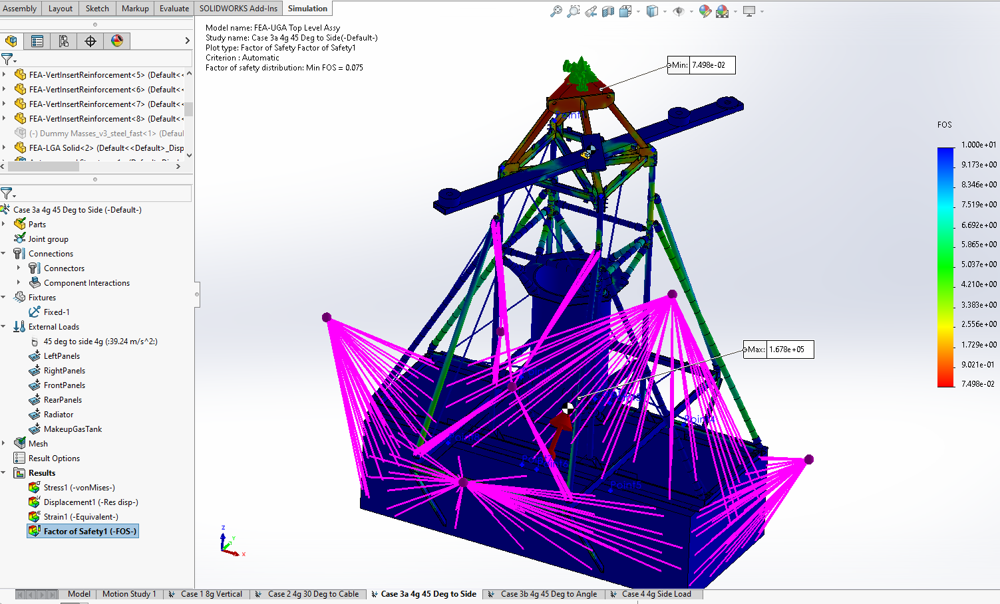 Assembly
Layout
Sketch
Markup
Evaluate
SOLIDWORKS Add-Ins
Simulation
FEA-VertInsertReinforcement<5> (Default<<
FEA-VertInsertReinforcement<6> (Default<<
FEA-VertInsertReinforcement<7> (Default<<
FEA-VertInsertReinforcement<8> (Default<<
(-) Dummy Masses_v3_steel_fast<1> (Defaul
FEA-LGA Solid<2> (Default<<Default>_Disp
Case 3a 4g 45 Deg to Side (-Default-)
Parts
Joint group
Connections
Connectors
Component Interactions
Fixtures
Fixed-1
External Loads
45 deg to side 4g (:39.24 m/s^2:)
LeftPanels
RightPanels
FrontPanels
RearPanels
Radiator
MakeupGasTank
Mesh
Result Options
Results
Stress1 (-vonMises-)
Displacement1 (-Res disp-)
Strain1 (-Equivalent-)
Factor of Safety1 (-FOS-)
Model name: FEA-UGA Top Level Assy
Study name: Case 3a 4g 45 Deg to Side(-Default-)
Plot type: Factor of Safety Factor of Safety1
Criterion : Automatic
Factor of safety distribution: Min FOS = 0.075
Min: 7.498e-02
Max: 1.678e+05
Point5
z
Y
x
FOS
1.000e+01
9.173e+00
8.346e+00
7.519e+00
6.692e+00
5.865e+00
5.037e+00
4.210e+00
3.383e+00
2.556e+00
1.729e+00
9.021e-01
7.498e-02
Model
Motion Study 1
Case 1 8g Vertical
Case 2 4g 30 Deg to Cable
Case 3a 4g 45 Deg to Side
Case 3b 4g 45 Deg to Angle
Case 4 4g Side Load